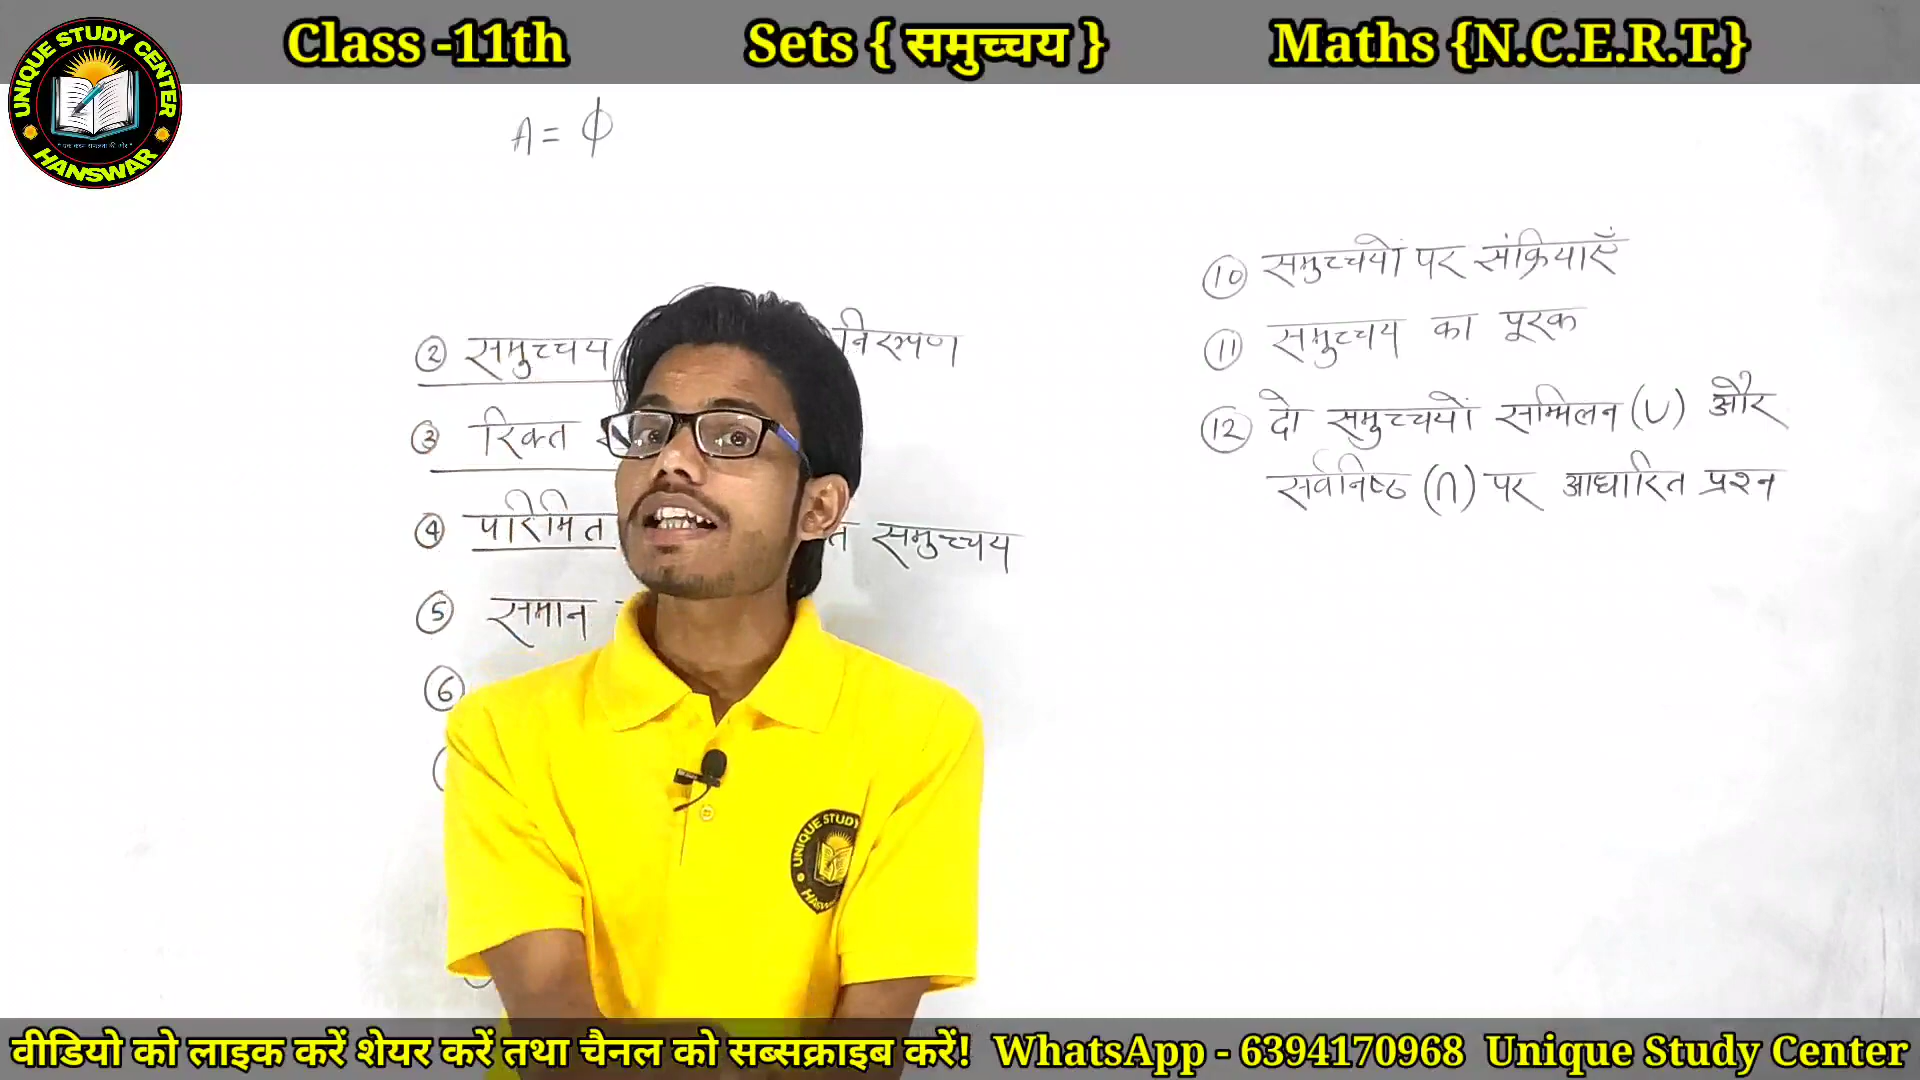 Class -11th
Sets { समुच्चय }
Maths {N.C.E.R.T.}
UNIQUE STUDY CENTER
HANSWAR
A = ϕ
② समुच्चय निरूपण
③ रिक्त
④ परिमित त समुच्चय
⑤ समान
⑥
⑩ समुच्चयों पर संक्रियाएँ
⑪ समुच्चय का पूरक
⑫ दो समुच्चयों सम्मिलन (∪) और
सर्वनिष्ठ (∩) पर आधारित प्रश्न
UNIQUE STUDY
वीडियो को लाइक करें शेयर करें तथा चैनल को सब्सक्राइब करें! WhatsApp - 6394170968 Unique Study Center